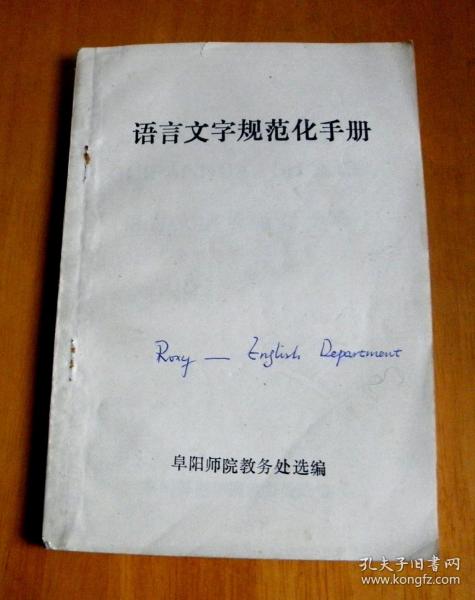 语言文字规范化手册
Roxy — English Department
阜阳师院教务处选编
孔夫子旧书网
www.kongfz.com